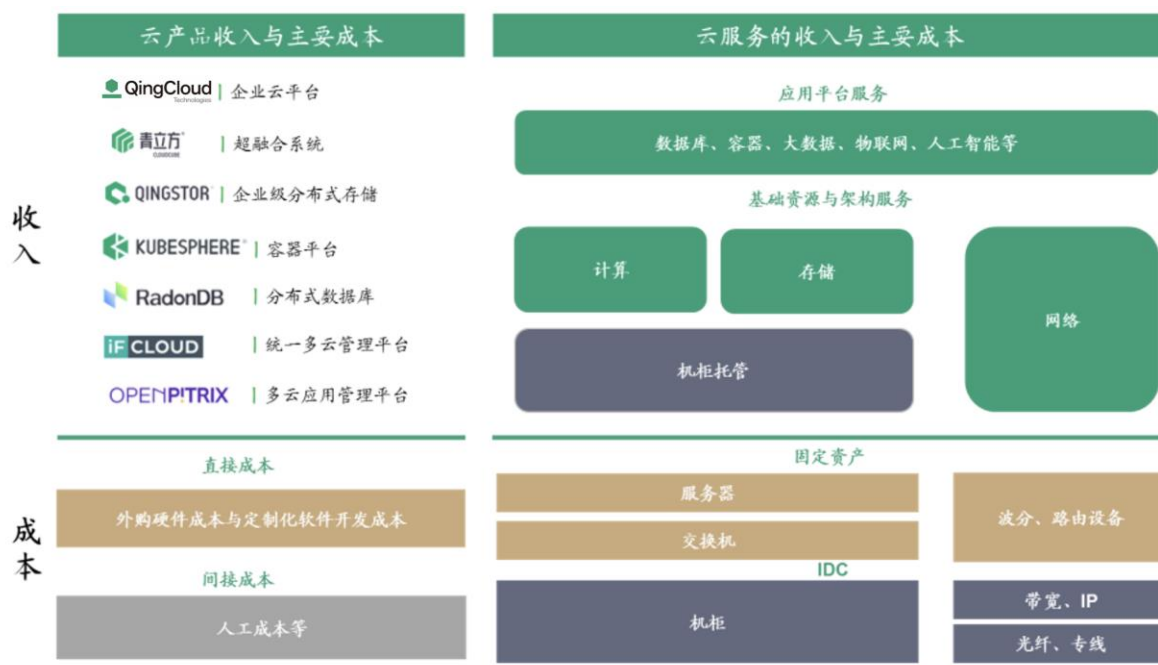 云产品收入与主要成本
云服务的收入与主要成本
收入
QingCloud
Technologies
企业云平台
青立方®
CLOUDCUBE
超融合系统
QINGSTOR
企业级分布式存储
KUBESPHERE®
容器平台
RadonDB
分布式数据库
iFCLOUD
统一多云管理平台
OPENPITRIX
多云应用管理平台
应用平台服务
数据库、容器、大数据、物联网、人工智能等
基础资源与架构服务
计算
存储
网络
机柜托管
成本
直接成本
外购硬件成本与定制化软件开发成本
间接成本
人工成本等
固定资产
服务器
交换机
波分、路由设备
IDC
机柜
带宽、IP
光纤、专线